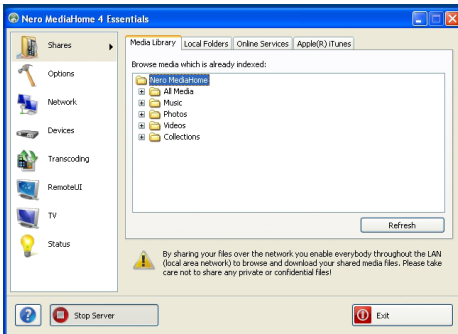 Nero MediaHome 4 Essentials
Shares
Options
Network
Devices
Transcoding
RemoteUI
TV
Status
Media Library Local Folders Online Services Apple(R) iTunes
Browse media which is already indexed:
Nero MediaHome
All Media
Music
Photos
Videos
Collections
Refresh
By sharing your files over the network you enable everybody throughout the LAN
(local area network) to browse and download your shared media files. Please take
care not to share any private or confidential files!
Stop Server
Exit